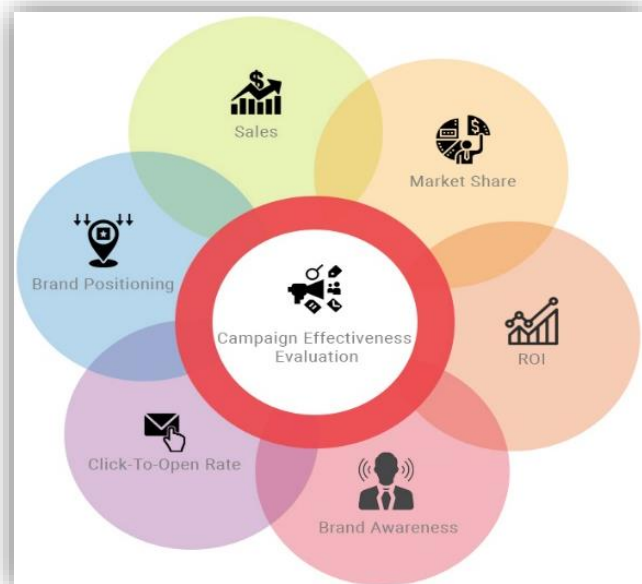 Sales
Market Share
Brand Positioning
Campaign Effectiveness
Evaluation
ROI
Click-To-Open Rate
Brand Awareness